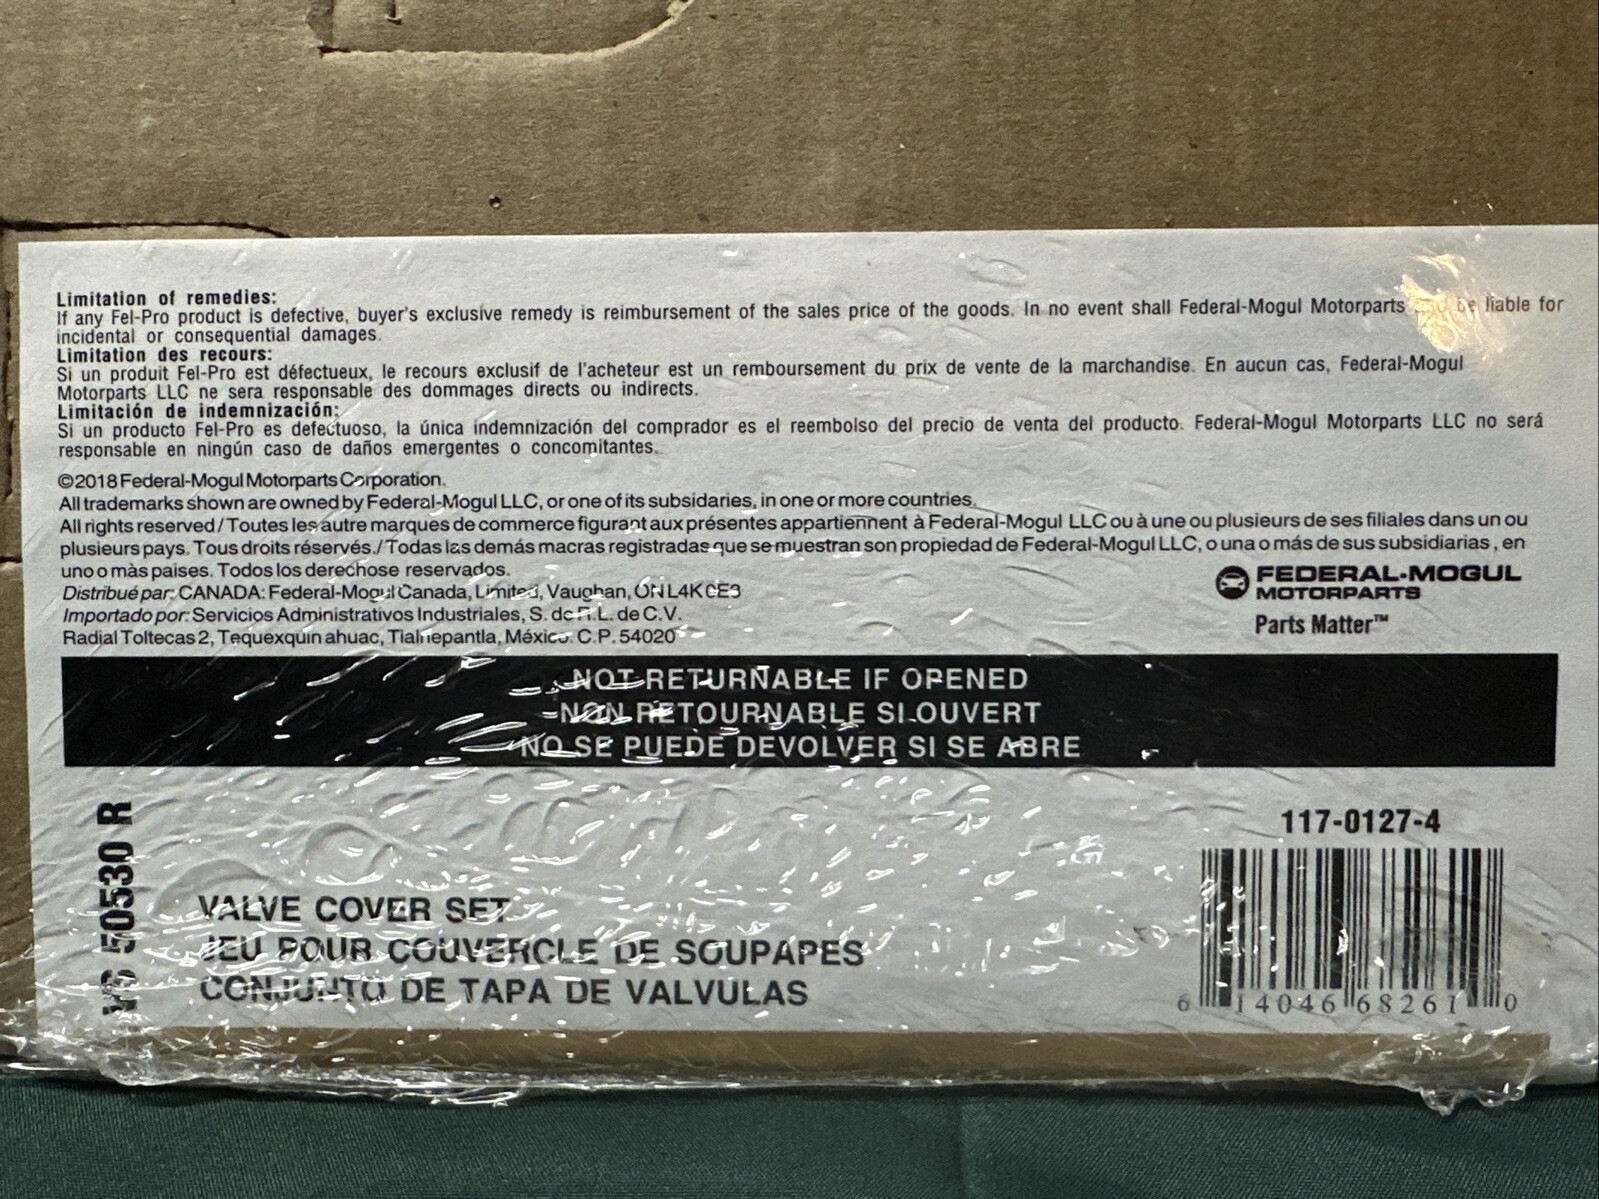 Limitation of remedies:
If any Fel-Pro product is defective, buyer's exclusive remedy is reimbursement of the sales price of the goods. In no event shall Federal-Mogul Motorparts be liable for
incidental or consequential damages.
Limitation des recours:
Si un produit Fel-Pro est défectueux, le recours exclusif de l'acheteur est un remboursement du prix de vente de la marchandise. En aucun cas, Federal-Mogul
Motorparts LLC ne sera responsable des dommages directs ou indirects.
Limitación de indemnización:
Si un producto Fel-Pro es defectuoso, la única indemnización del comprador es el reembolso del precio de venta del producto. Federal-Mogul Motorparts LLC no será
responsable en ningún caso de daños emergentes o concomitantes.
©2018 Federal-Mogul Motorparts Corporation.
All trademarks shown are owned by Federal-Mogul LLC, or one of its subsidaries, in one or more countries.
All rights reserved / Toutes les autre marques de commerce figurant aux présentes appartiennent à Federal-Mogul LLC ou à une ou plusieurs de ses filiales dans un ou
plusieurs pays. Tous droits réservés./ Todas las demás macras registradas que se muestran son propiedad de Federal-Mogul LLC, o una o más de sus subsidiarias, en
uno o màs paises. Todos los derechose reservados.
Distribué par: CANADA: Federal-Mogul Canada, Limited, Vaughan, ON L4K 0E3
Importado por: Servicios Administrativos Industriales, S. de R.L. de C.V.
Radial Toltecas 2, Tequexquin ahuac, Tlalnepantla, México. C.P. 54020
FEDERAL-MOGUL
MOTORPARTS
Parts Matter™
NOT RETURNABLE IF OPENED
NON RETOURNABLE SI OUVERT
NO SE PUEDE DEVOLVER SI SE ABRE
VS 50530 R
VALVE COVER SET
JEU POUR COUVERCLE DE SOUPAPES
CONJUNTO DE TAPA DE VALVULAS
117-0127-4
6 14046 68261 0